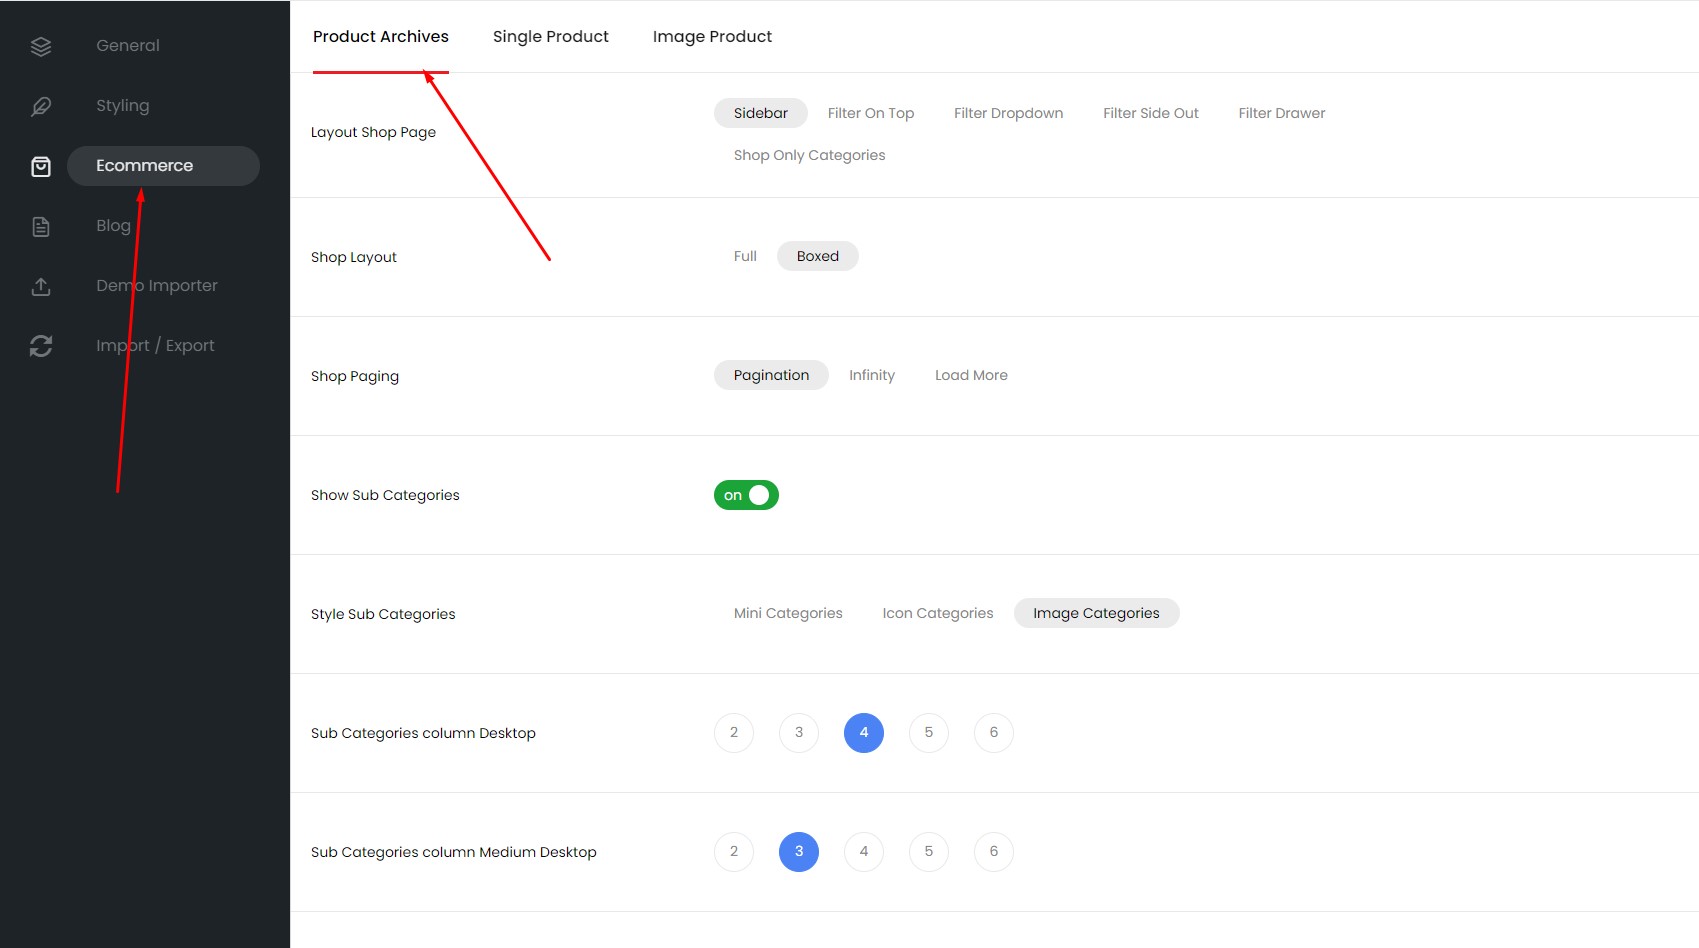 General
Styling
Ecommerce
Blog
Demo Importer
Import / Export
Product Archives Single Product Image Product
Layout Shop Page
Sidebar Filter On Top Filter Dropdown Filter Side Out Filter Drawer
Shop Only Categories
Shop Layout
Full Boxed
Shop Paging
Pagination Infinity Load More
Show Sub Categories
on
Style Sub Categories
Mini Categories Icon Categories Image Categories
Sub Categories column Desktop
2 3 4 5 6
Sub Categories column Medium Desktop
2 3 4 5 6